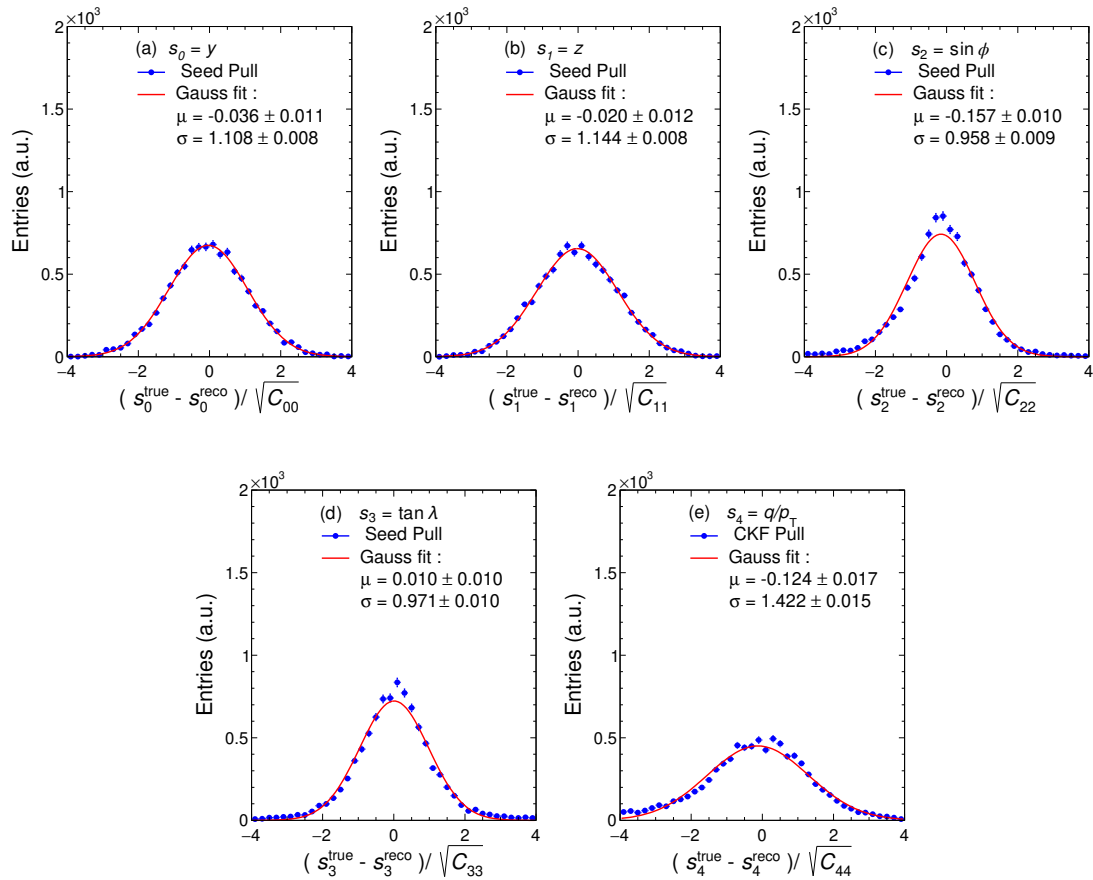 ×10³
2
1.5
1
0.5
0
Entries (a.u.)
(a) s₀ = y
Seed Pull
Gauss fit :
μ = -0.036 ± 0.011
σ = 1.108 ± 0.008
−4 −2 0 2 4
( s₀^true - s₀^reco ) / √C₀₀
×10³
2
1.5
1
0.5
0
Entries (a.u.)
(b) s₁ = z
Seed Pull
Gauss fit :
μ = -0.020 ± 0.012
σ = 1.144 ± 0.008
−4 −2 0 2 4
( s₁^true - s₁^reco ) / √C₁₁
×10³
2
1.5
1
0.5
0
Entries (a.u.)
(c) s₂ = sin ϕ
Seed Pull
Gauss fit :
μ = -0.157 ± 0.010
σ = 0.958 ± 0.009
−4 −2 0 2 4
( s₂^true - s₂^reco ) / √C₂₂
×10³
2
1.5
1
0.5
0
Entries (a.u.)
(d) s₃ = tan λ
Seed Pull
Gauss fit :
μ = 0.010 ± 0.010
σ = 0.971 ± 0.010
−4 −2 0 2 4
( s₃^true - s₃^reco ) / √C₃₃
×10³
2
1.5
1
0.5
0
Entries (a.u.)
(e) s₄ = q/p_T
CKF Pull
Gauss fit :
μ = -0.124 ± 0.017
σ = 1.422 ± 0.015
−4 −2 0 2 4
( s₄^true - s₄^reco ) / √C₄₄